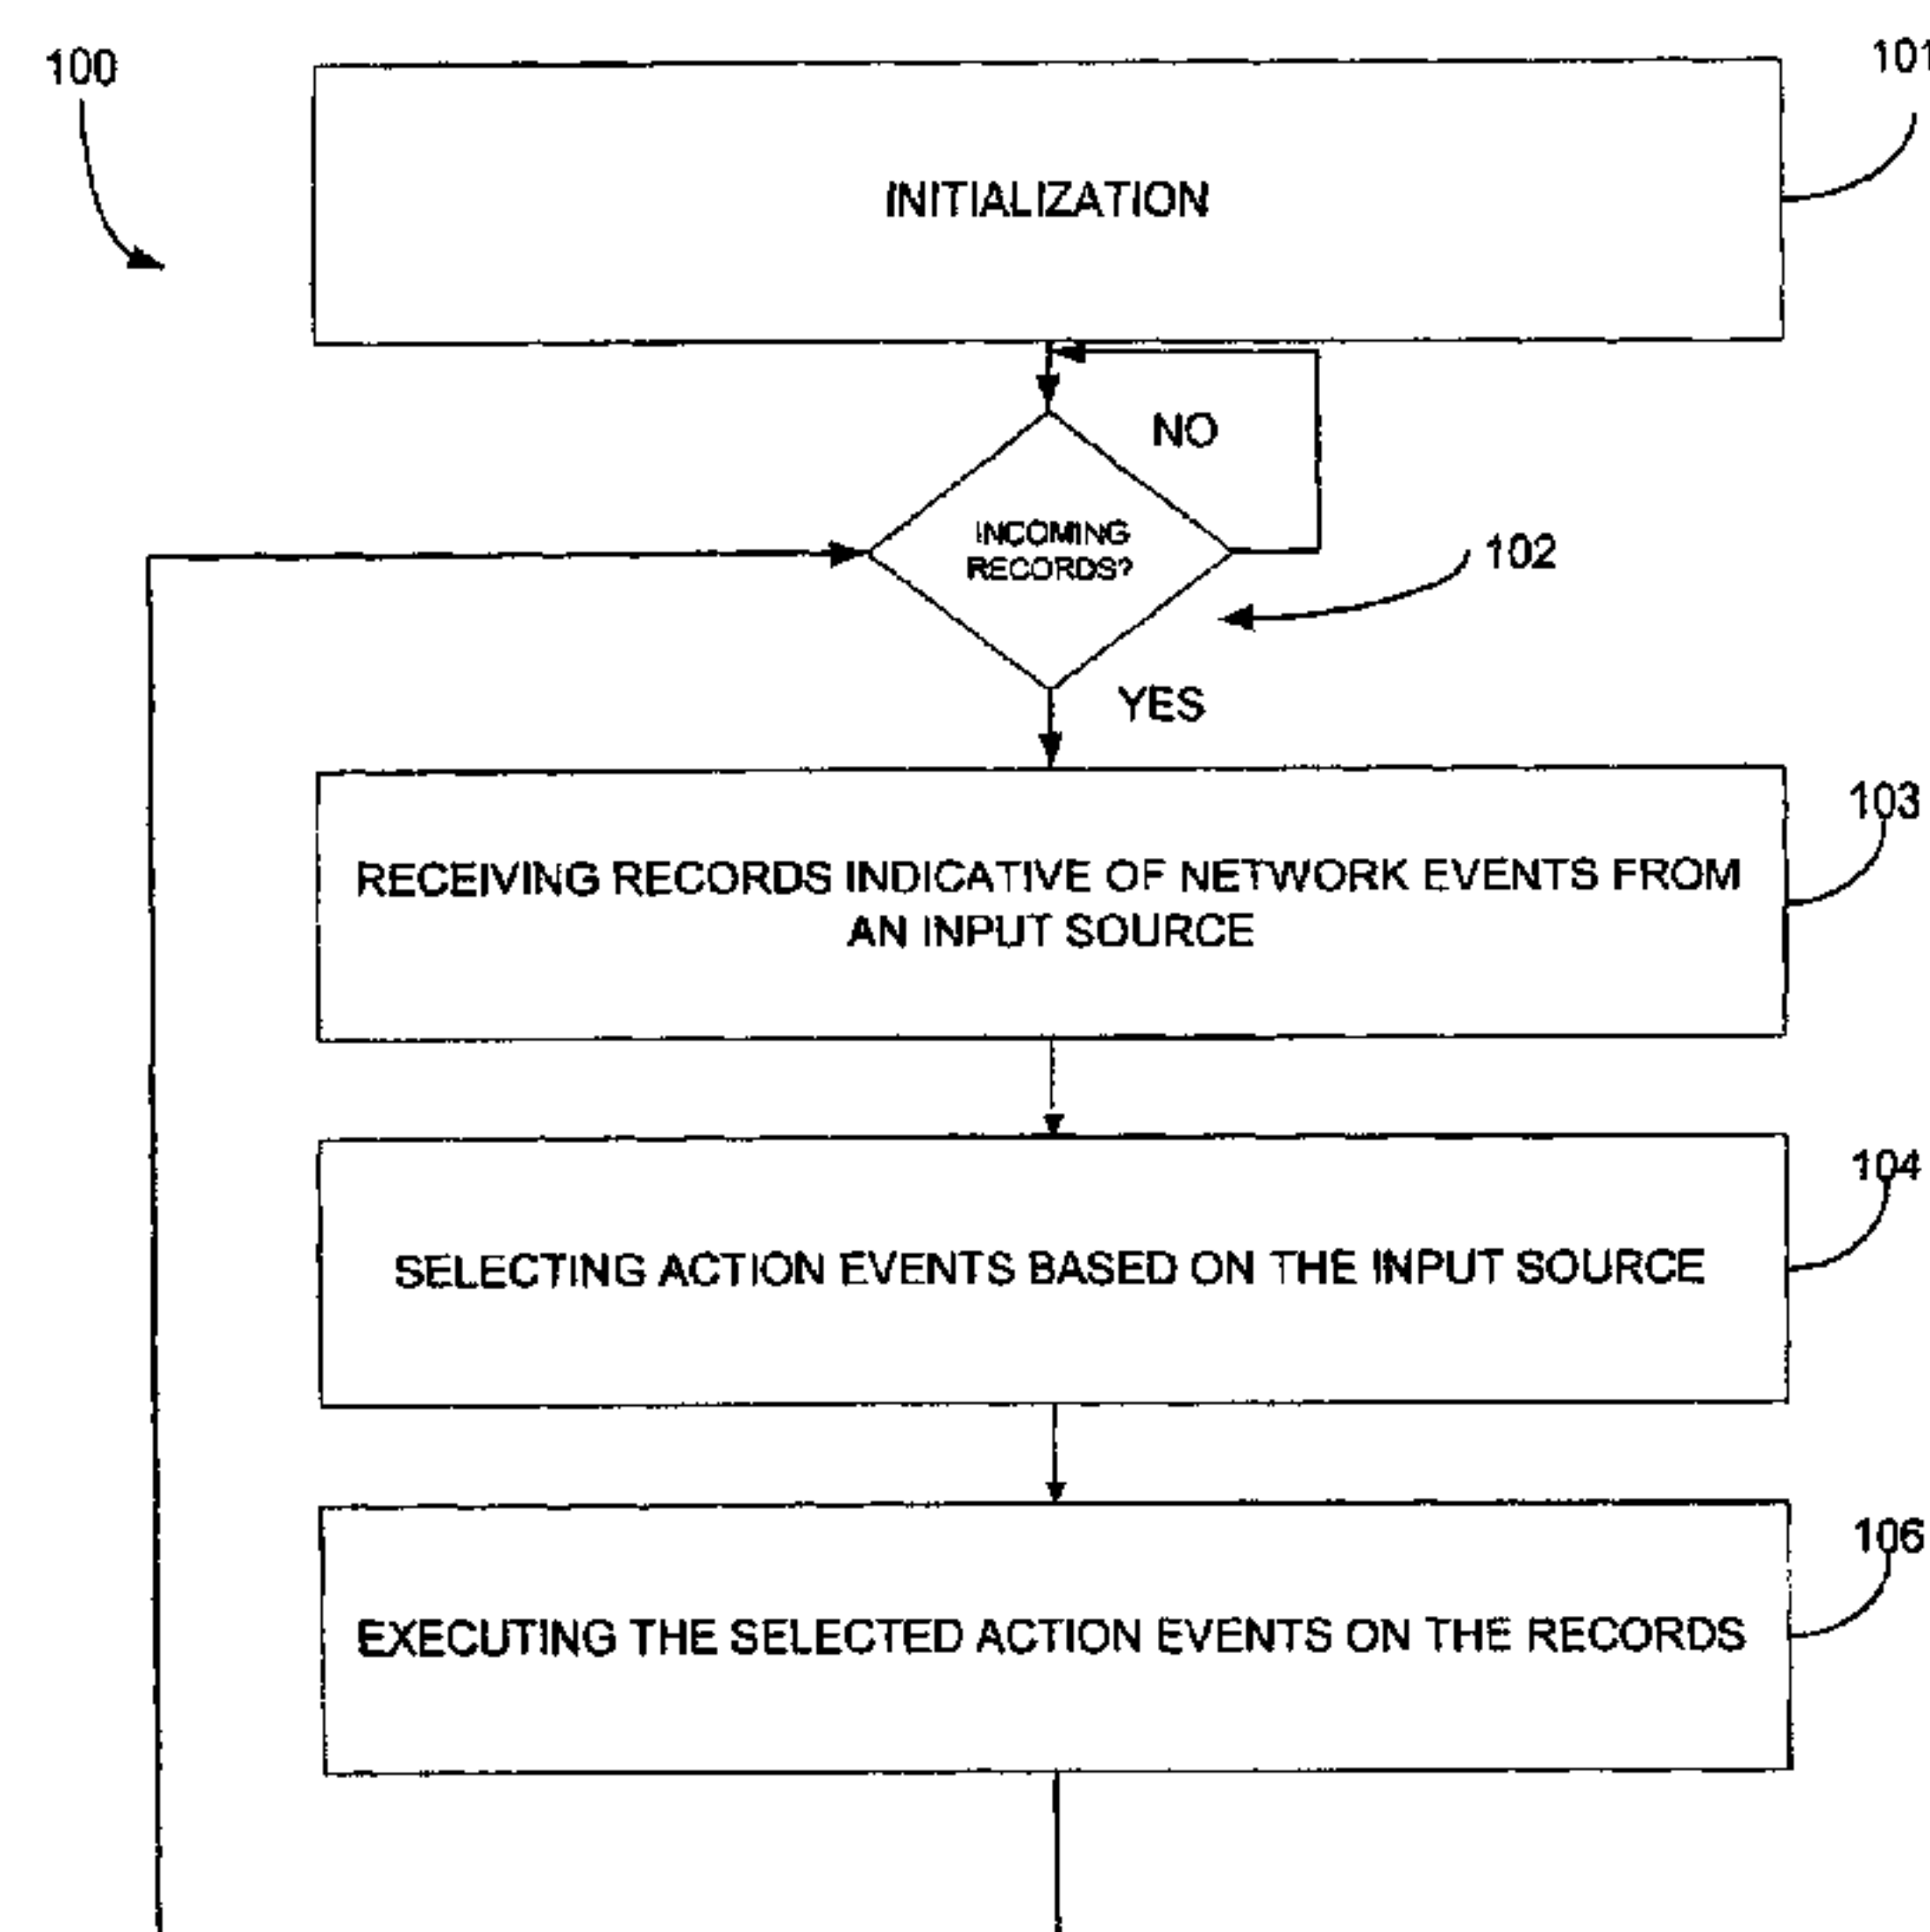 100
101
INITIALIZATION
NO
INCOMING
RECORDS?
102
YES
103
RECEIVING RECORDS INDICATIVE OF NETWORK EVENTS FROM
AN INPUT SOURCE
104
SELECTING ACTION EVENTS BASED ON THE INPUT SOURCE
106
EXECUTING THE SELECTED ACTION EVENTS ON THE RECORDS